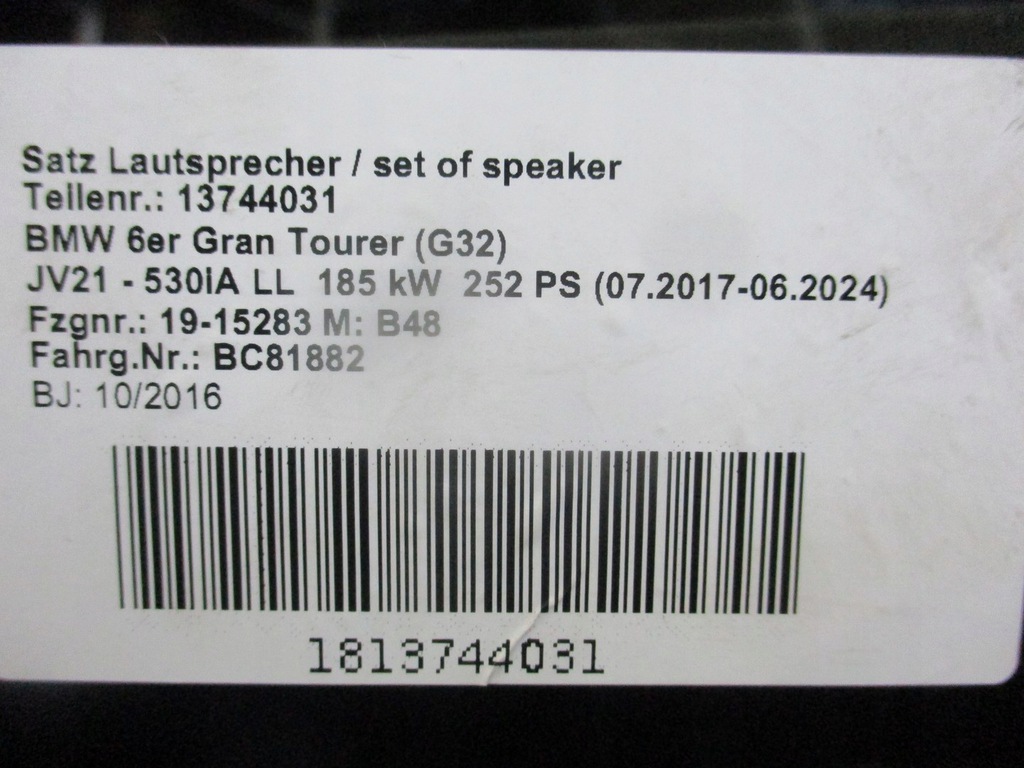 Satz Lautsprecher / set of speaker
Teilenr.: 13744031
BMW 6er Gran Tourer (G32)
JV21 - 530iA LL 185 kW 252 PS (07.2017-06.2024)
Fzgnr.: 19-15283 M: B48
Fahrg.Nr.: BC81882
BJ: 10/2016
1813744031